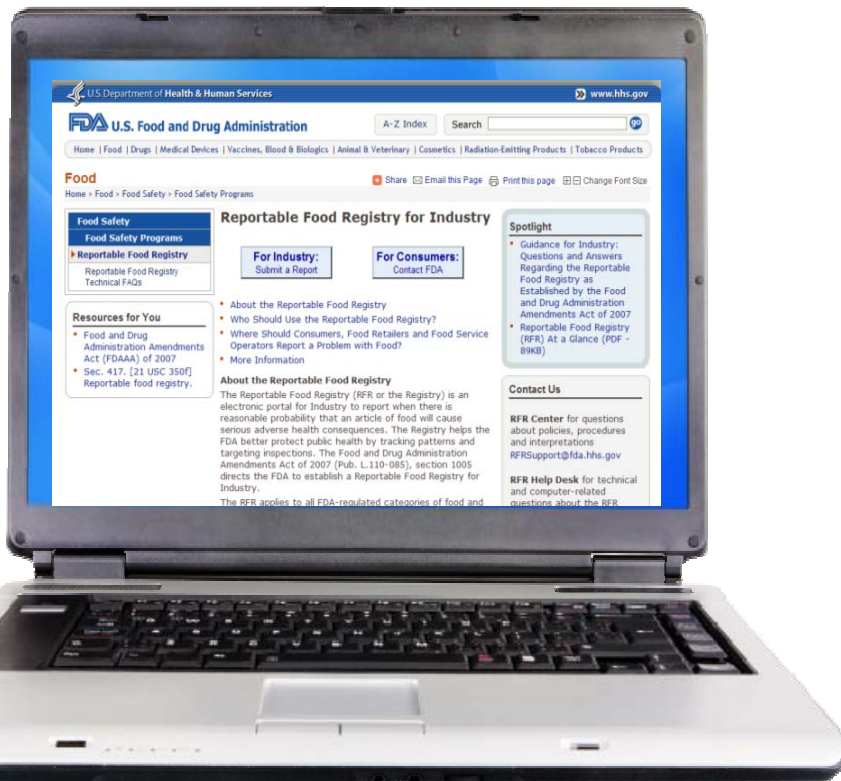 U.S. Department of Health & Human Services
www.hhs.gov
FDA U.S. Food and Drug Administration
A-Z Index
Search
go
Home | Food | Drugs | Medical Devices | Vaccines, Blood & Biologics | Animal & Veterinary | Cosmetics | Radiation-Emitting Products | Tobacco Products
Food
Share Email this Page Print this page Change Font Size
Home > Food > Food Safety > Food Safety Programs
Food Safety
Food Safety Programs
Reportable Food Registry
Reportable Food Registry
Technical FAQs
Resources for You
• Food and Drug
Administration Amendments
Act (FDAAA) of 2007
• Sec. 417. [21 USC 350f]
Reportable food registry.
Reportable Food Registry for Industry
For Industry:
Submit a Report
For Consumers:
Contact FDA
• About the Reportable Food Registry
• Who Should Use the Reportable Food Registry?
• Where Should Consumers, Food Retailers and Food Service
Operators Report a Problem with Food?
• More Information
About the Reportable Food Registry
The Reportable Food Registry (RFR or the Registry) is an
electronic portal for Industry to report when there is
reasonable probability that an article of food will cause
serious adverse health consequences. The Registry helps the
FDA better protect public health by tracking patterns and
targeting inspections. The Food and Drug Administration
Amendments Act of 2007 (Pub. L.110-085), section 1005
directs the FDA to establish a Reportable Food Registry for
Industry.
The RFR applies to all FDA-regulated categories of food and
Spotlight
• Guidance for Industry:
Questions and Answers
Regarding the Reportable
Food Registry as
Established by the Food
and Drug Administration
Amendments Act of 2007
• Reportable Food Registry
(RFR) At a Glance (PDF -
89KB)
Contact Us
RFR Center for questions
about policies, procedures
and interpretations
RFRSupport@fda.hhs.gov
RFR Help Desk for technical
and computer-related
questions about the RFR